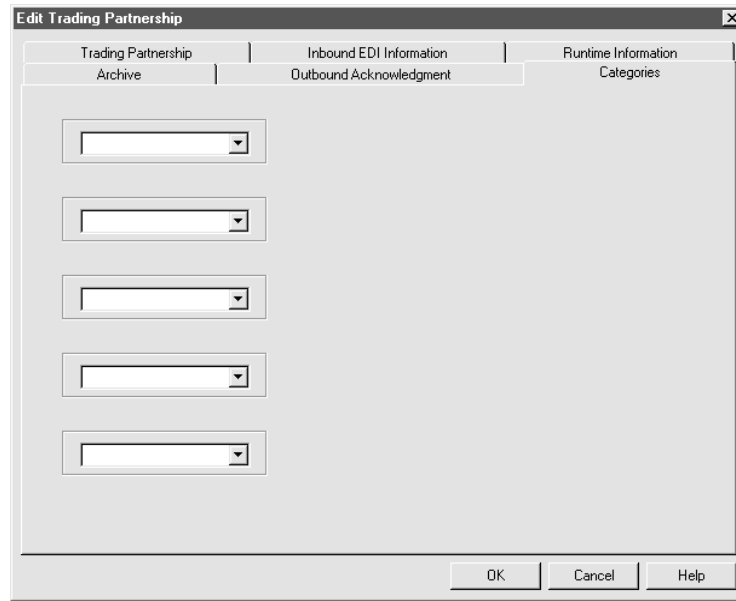 Edit Trading Partnership
Trading Partnership Inbound EDI Information Runtime Information
Archive Outbound Acknowledgment Categories
OK Cancel Help